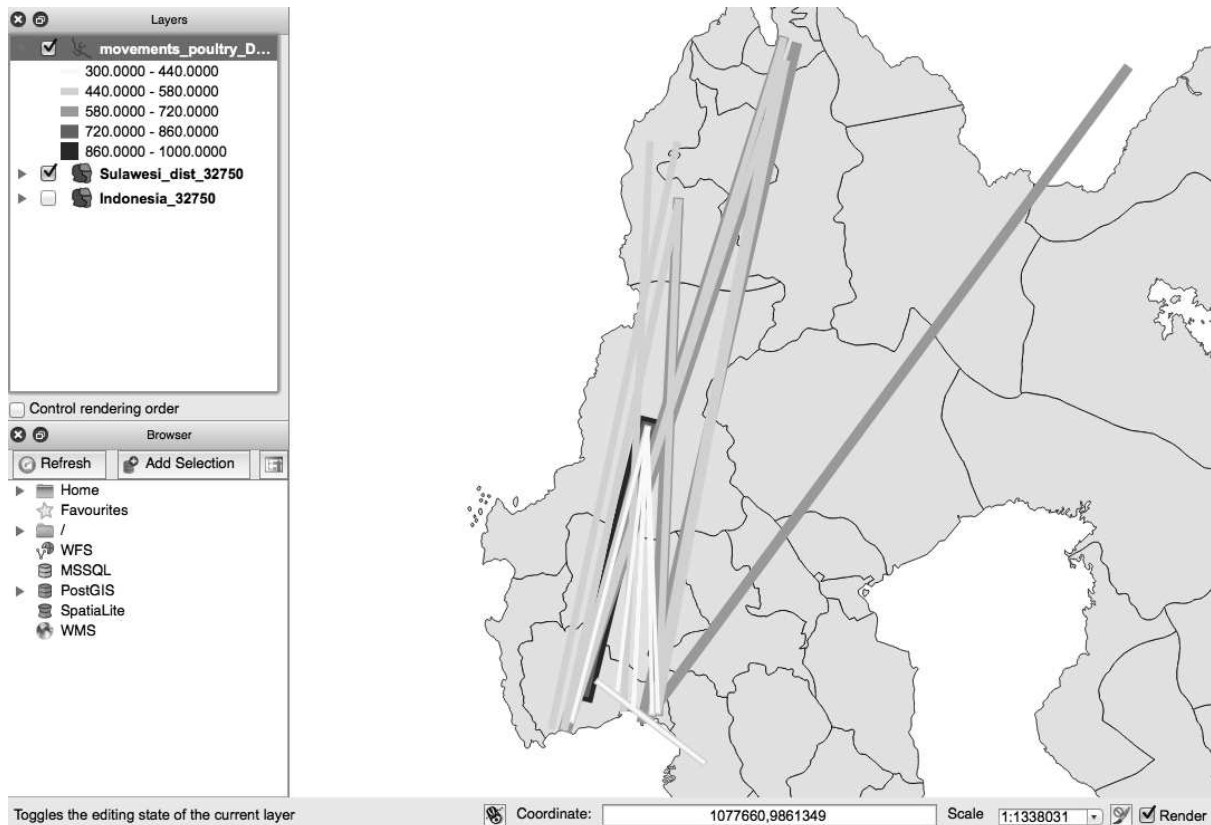 Layers
movements_poultry_D...
300.0000 - 440.0000
440.0000 - 580.0000
580.0000 - 720.0000
720.0000 - 860.0000
860.0000 - 1000.0000
Sulawesi_dist_32750
Indonesia_32750
Control rendering order
Browser
Refresh Add Selection
Home
Favourites
/
WFS
MSSQL
PostGIS
SpatiaLite
WMS
Toggles the editing state of the current layer Coordinate: 1077660,9861349 Scale 1:1338031 Render